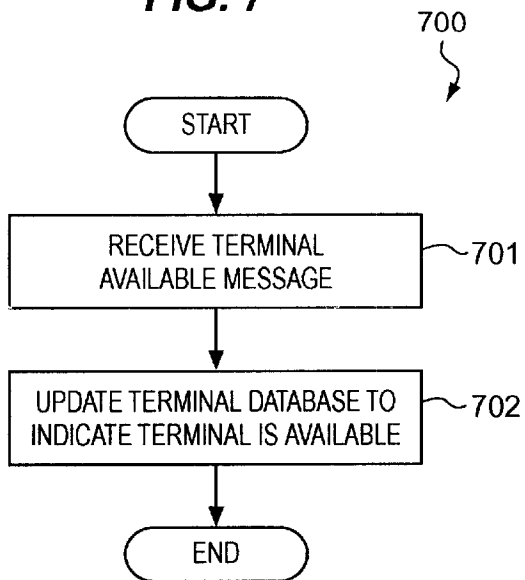 FIG. 7
700
START
RECEIVE TERMINAL
AVAILABLE MESSAGE
701
UPDATE TERMINAL DATABASE TO
INDICATE TERMINAL IS AVAILABLE
702
END